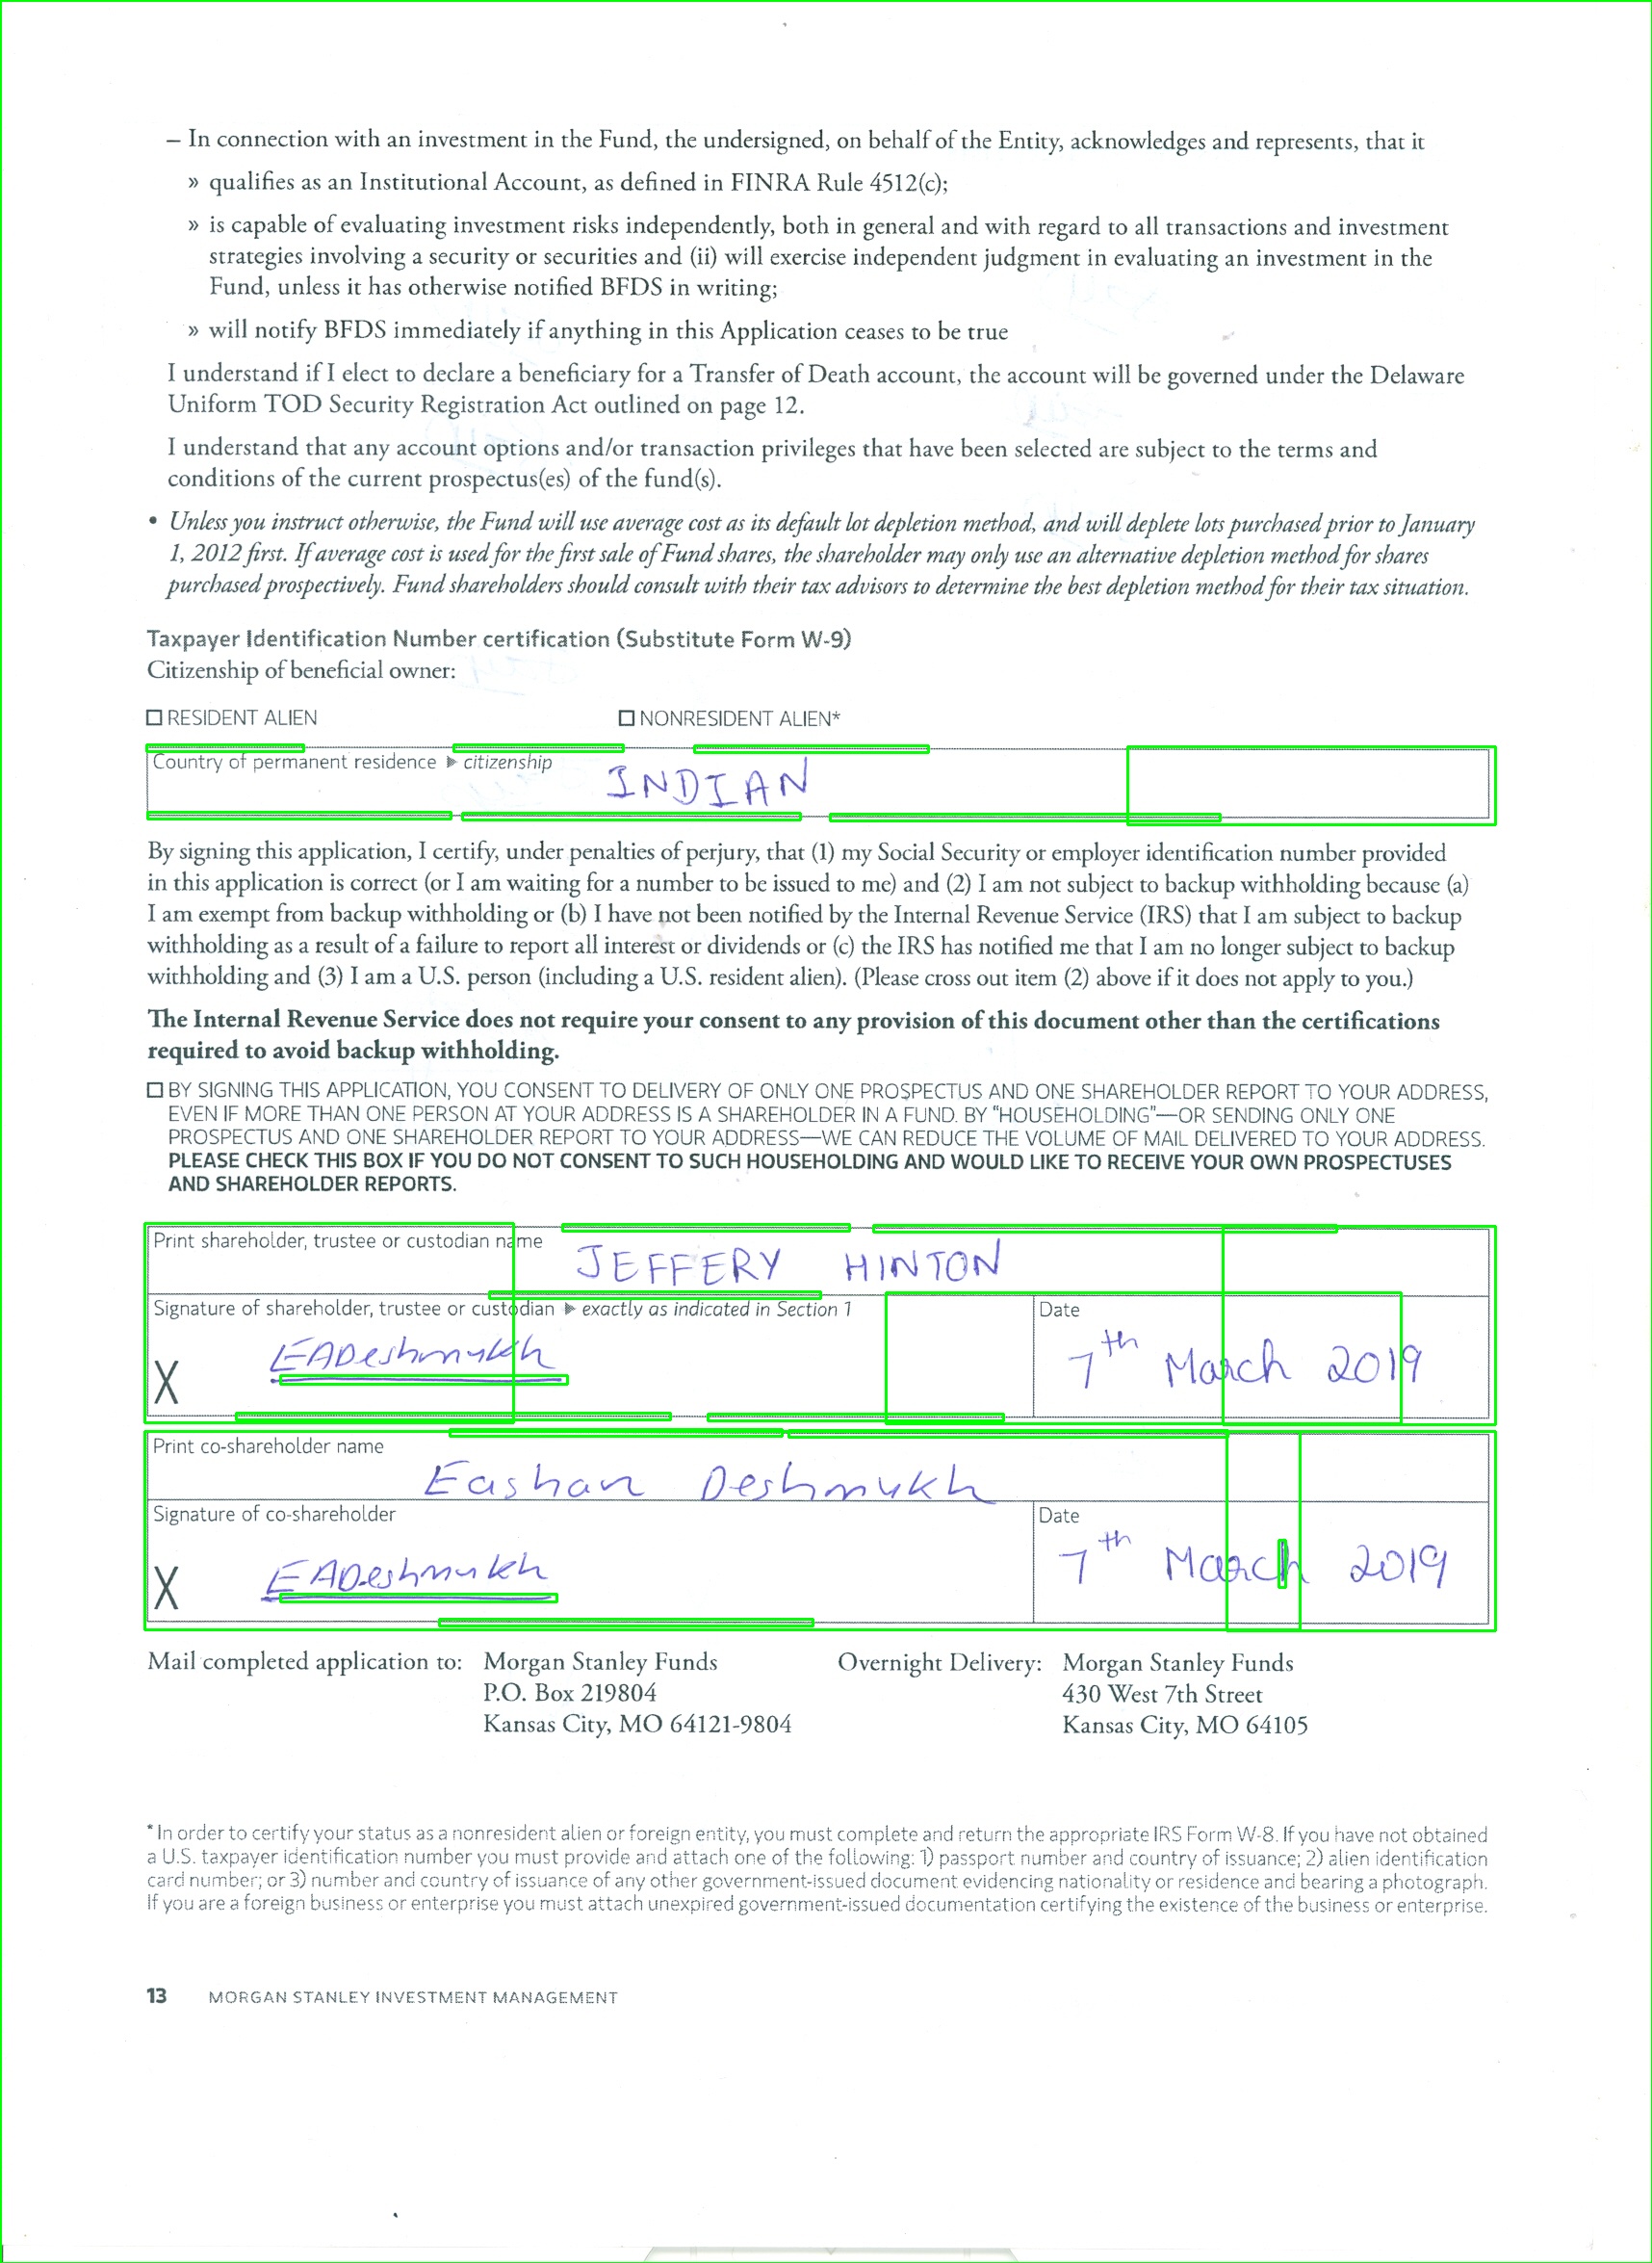 – In connection with an investment in the Fund, the undersigned, on behalf of the Entity, acknowledges and represents, that it
» qualifies as an Institutional Account, as defined in FINRA Rule 4512(c);
» is capable of evaluating investment risks independently, both in general and with regard to all transactions and investment
strategies involving a security or securities and (ii) will exercise independent judgment in evaluating an investment in the
Fund, unless it has otherwise notified BFDS in writing;
» will notify BFDS immediately if anything in this Application ceases to be true
I understand if I elect to declare a beneficiary for a Transfer of Death account, the account will be governed under the Delaware
Uniform TOD Security Registration Act outlined on page 12.
I understand that any account options and/or transaction privileges that have been selected are subject to the terms and
conditions of the current prospectus(es) of the fund(s).
• Unless you instruct otherwise, the Fund will use average cost as its default lot depletion method, and will deplete lots purchased prior to January
1, 2012 first. If average cost is used for the first sale of Fund shares, the shareholder may only use an alternative depletion method for shares
purchased prospectively. Fund shareholders should consult with their tax advisors to determine the best depletion method for their tax situation.
Taxpayer Identification Number certification (Substitute Form W-9)
Citizenship of beneficial owner:
☐ RESIDENT ALIEN ☐ NONRESIDENT ALIEN*
Country of permanent residence ▶ citizenship INDIAN
By signing this application, I certify, under penalties of perjury, that (1) my Social Security or employer identification number provided
in this application is correct (or I am waiting for a number to be issued to me) and (2) I am not subject to backup withholding because (a)
I am exempt from backup withholding or (b) I have not been notified by the Internal Revenue Service (IRS) that I am subject to backup
withholding as a result of a failure to report all interest or dividends or (c) the IRS has notified me that I am no longer subject to backup
withholding and (3) I am a U.S. person (including a U.S. resident alien). (Please cross out item (2) above if it does not apply to you.)
The Internal Revenue Service does not require your consent to any provision of this document other than the certifications
required to avoid backup withholding.
☐ BY SIGNING THIS APPLICATION, YOU CONSENT TO DELIVERY OF ONLY ONE PROSPECTUS AND ONE SHAREHOLDER REPORT TO YOUR ADDRESS,
EVEN IF MORE THAN ONE PERSON AT YOUR ADDRESS IS A SHAREHOLDER IN A FUND. BY "HOUSEHOLDING"—OR SENDING ONLY ONE
PROSPECTUS AND ONE SHAREHOLDER REPORT TO YOUR ADDRESS—WE CAN REDUCE THE VOLUME OF MAIL DELIVERED TO YOUR ADDRESS.
PLEASE CHECK THIS BOX IF YOU DO NOT CONSENT TO SUCH HOUSEHOLDING AND WOULD LIKE TO RECEIVE YOUR OWN PROSPECTUSES
AND SHAREHOLDER REPORTS.
Print shareholder, trustee or custodian name JEFFERY HINTON
Signature of shareholder, trustee or custodian ▶ exactly as indicated in Section 1 Date
X EADeshmukh 7th March 2019
Print co-shareholder name
Eashan Deshmukh
Signature of co-shareholder Date
X EADeshmukh 7th March 2019
Mail completed application to: Morgan Stanley Funds Overnight Delivery: Morgan Stanley Funds
P.O. Box 219804 430 West 7th Street
Kansas City, MO 64121-9804 Kansas City, MO 64105
* In order to certify your status as a nonresident alien or foreign entity, you must complete and return the appropriate IRS Form W-8. If you have not obtained
a U.S. taxpayer identification number you must provide and attach one of the following: 1) passport number and country of issuance; 2) alien identification
card number; or 3) number and country of issuance of any other government-issued document evidencing nationality or residence and bearing a photograph.
If you are a foreign business or enterprise you must attach unexpired government-issued documentation certifying the existence of the business or enterprise.
13 MORGAN STANLEY INVESTMENT MANAGEMENT